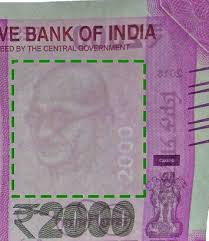 VE BANK OF INDIA
EED BY THE CENTRAL GOVERNMENT
2000
₹2000